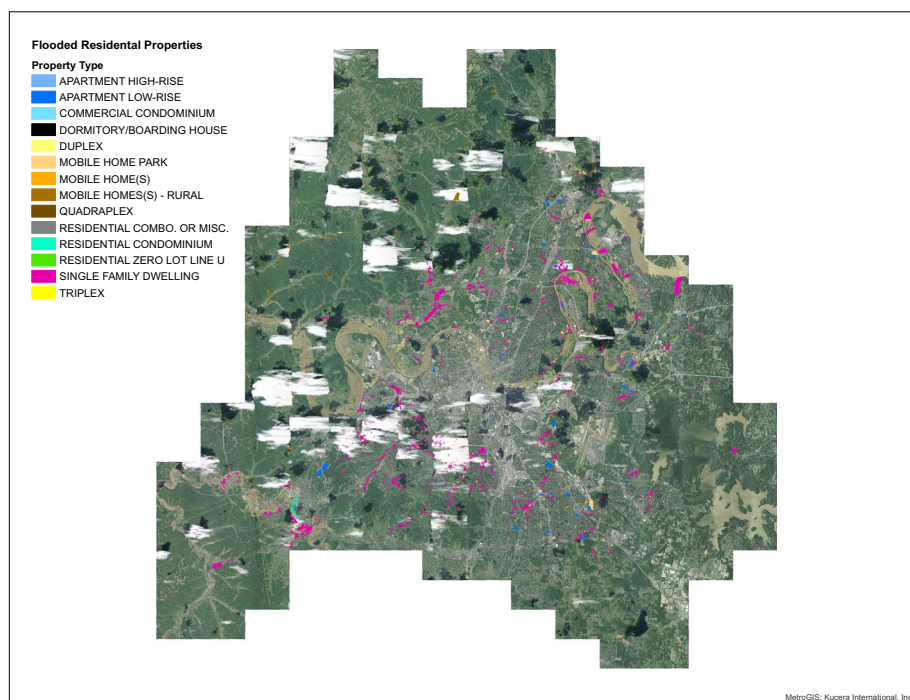 Flooded Residental Properties
Property Type
APARTMENT HIGH-RISE
APARTMENT LOW-RISE
COMMERCIAL CONDOMINIUM
DORMITORY/BOARDING HOUSE
DUPLEX
MOBILE HOME PARK
MOBILE HOME(S)
MOBILE HOMES(S) - RURAL
QUADRAPLEX
RESIDENTIAL COMBO. OR MISC.
RESIDENTIAL CONDOMINIUM
RESIDENTIAL ZERO LOT LINE U
SINGLE FAMILY DWELLING
TRIPLEX
MetroGIS; Kucera International, Inc